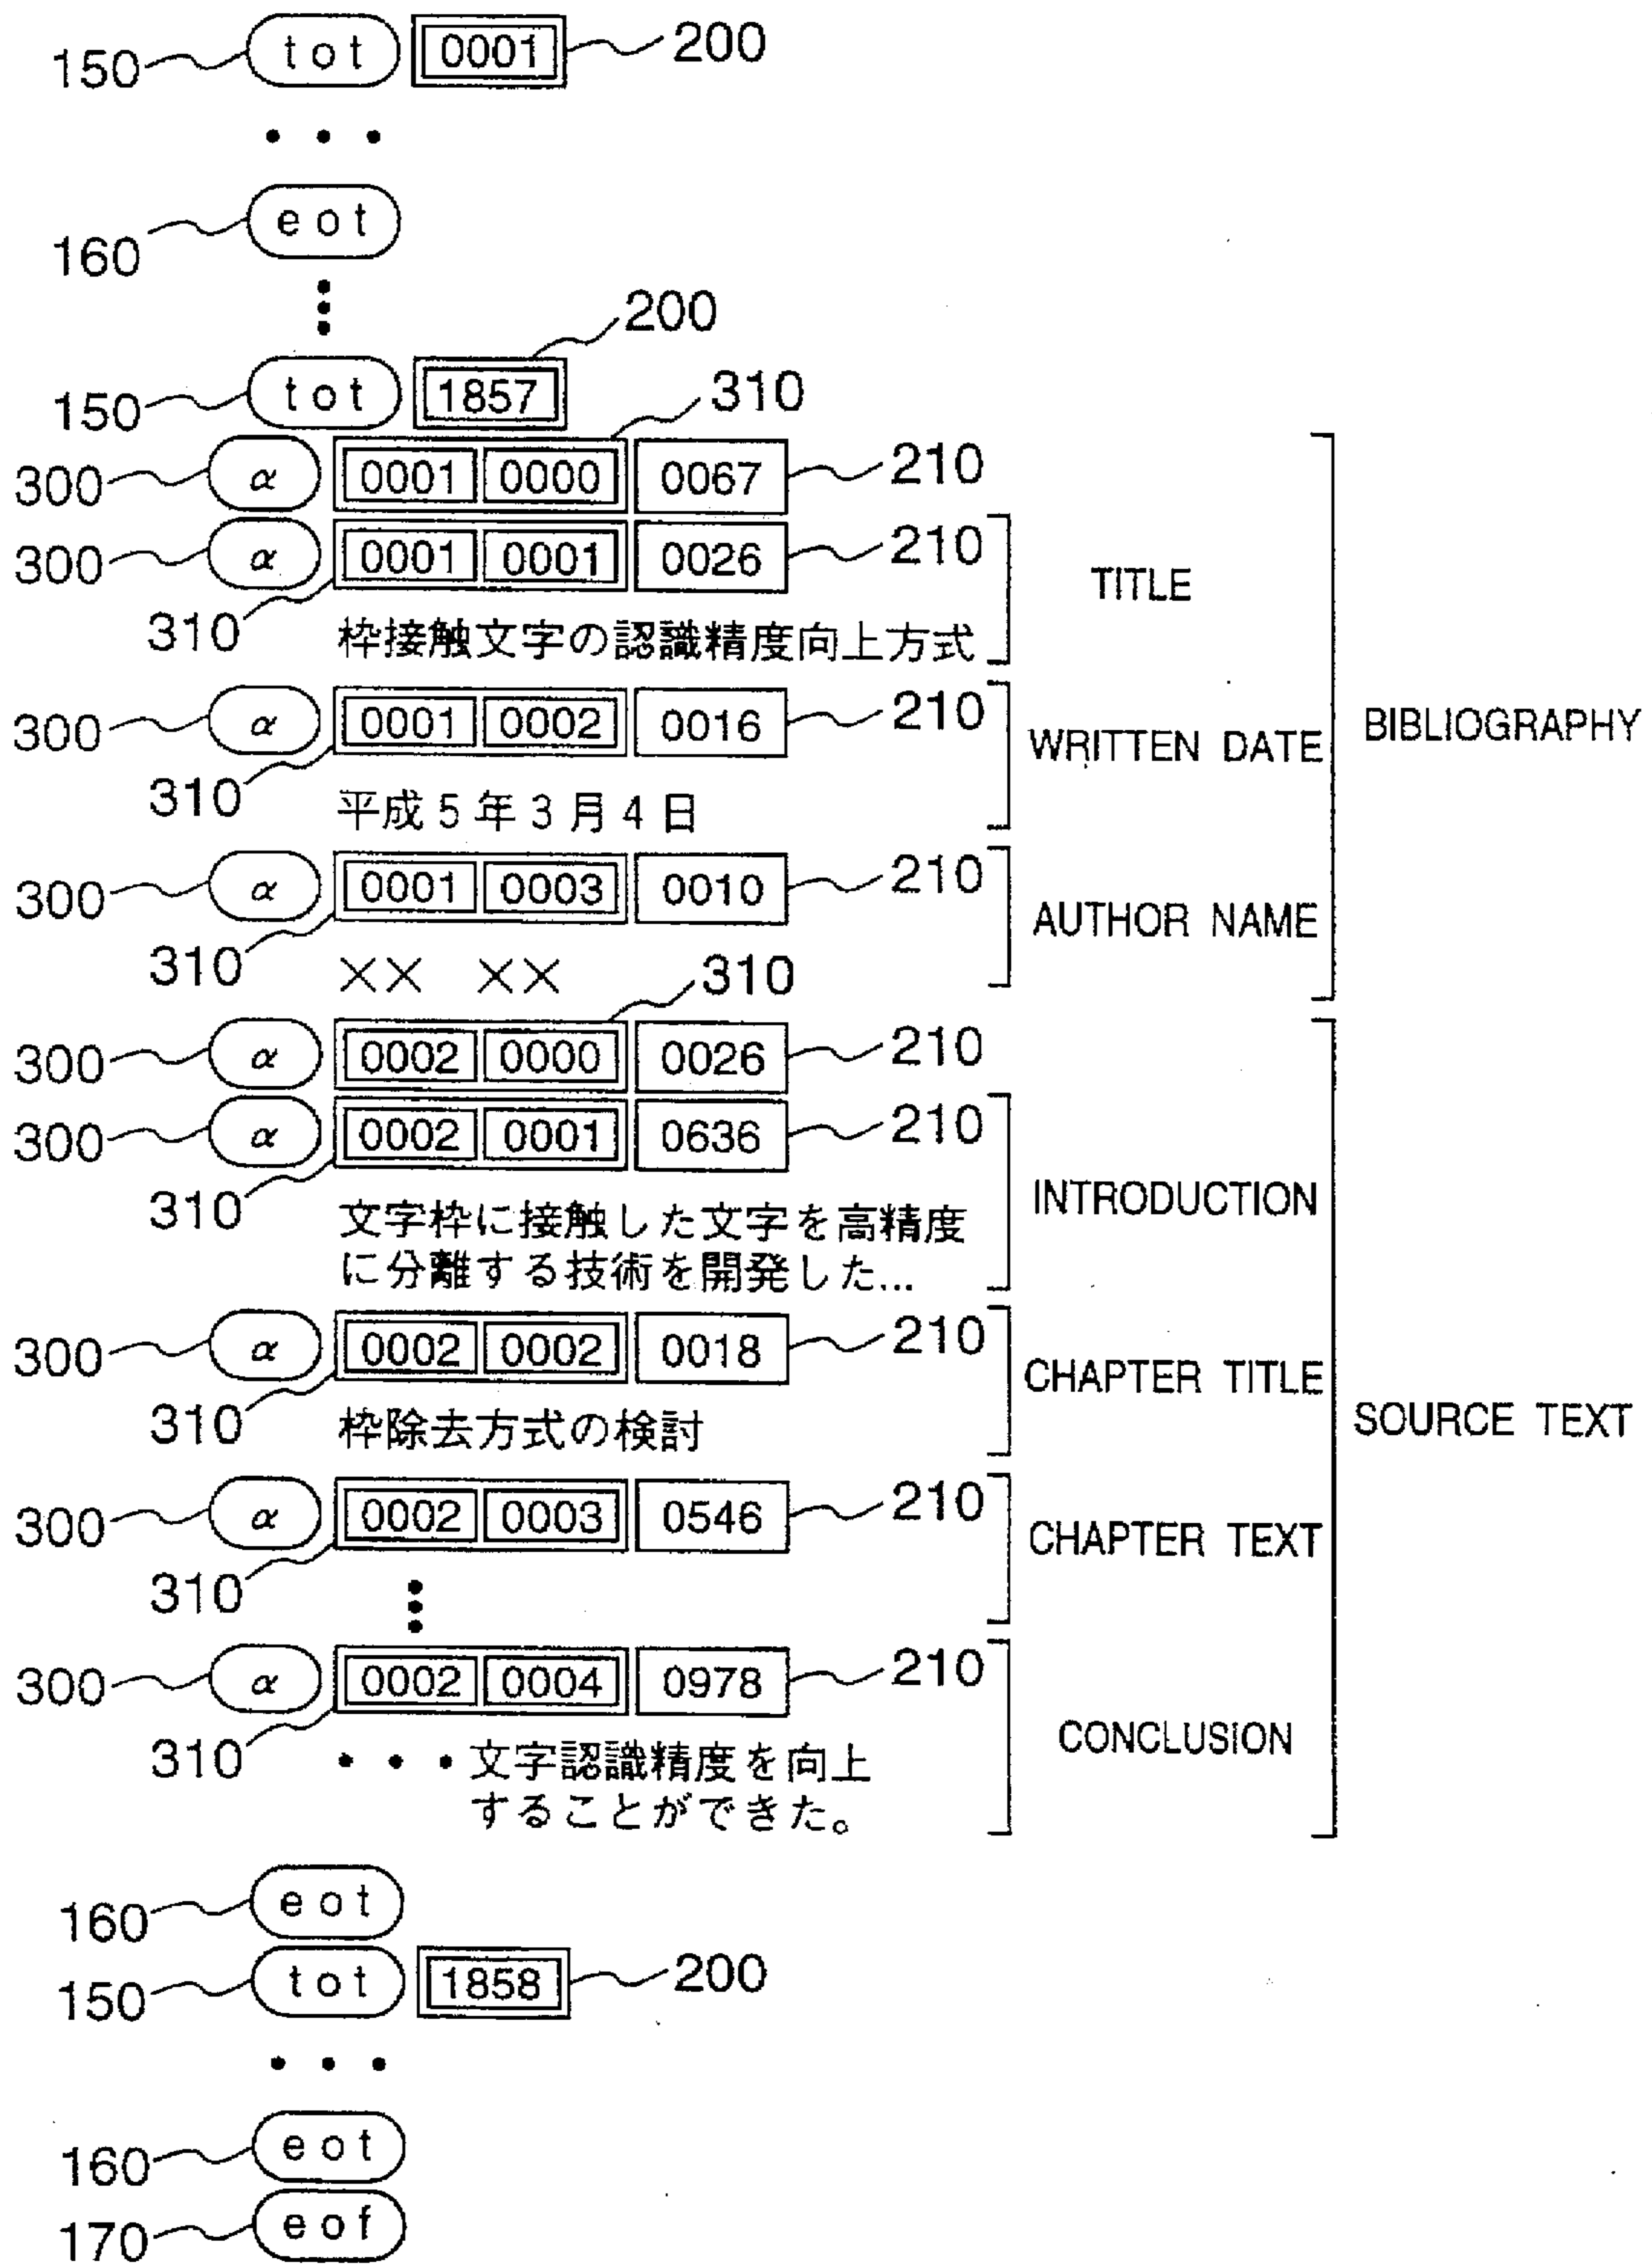 150 tot 0001 200
• • •
160 eot
150 tot 1857 200
310
300 α 0001 0000 0067 210
300 α 0001 0001 0026 210
310
枠接触文字の認識精度向上方式
TITLE
300 α 0001 0002 0016 210
310
平成5年3月4日
WRITTEN DATE
BIBLIOGRAPHY
300 α 0001 0003 0010 210
310
×× ××
AUTHOR NAME
310
300 α 0002 0000 0026 210
300 α 0002 0001 0636 210
310
文字枠に接触した文字を高精度
に分離する技術を開発した...
INTRODUCTION
300 α 0002 0002 0018 210
310
枠除去方式の検討
CHAPTER TITLE
SOURCE TEXT
300 α 0002 0003 0546 210
310
CHAPTER TEXT
300 α 0002 0004 0978 210
310
• • • 文字認識精度を向上
することができた。
CONCLUSION
160 eot
150 tot 1858 200
• • •
160 eot
170 eof